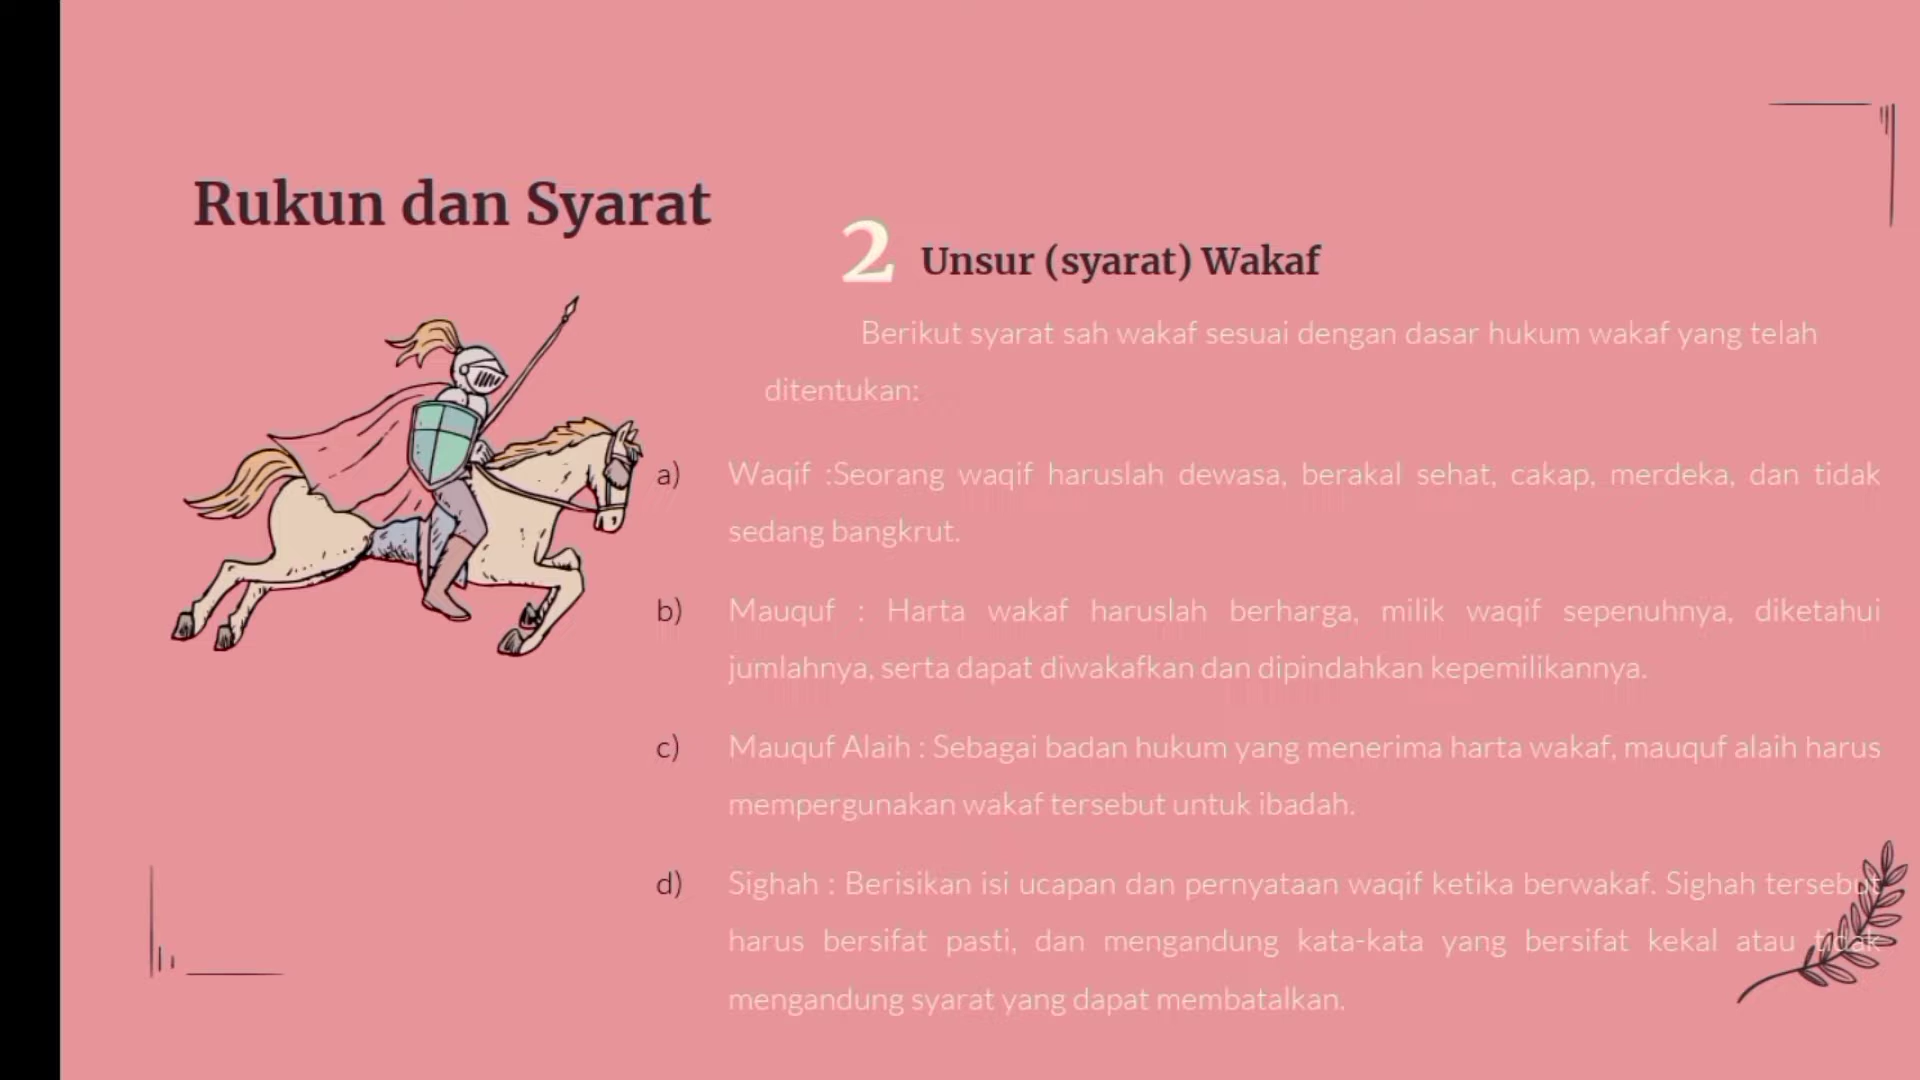 Rukun dan Syarat
2 Unsur (syarat) Wakaf
Berikut syarat sah wakaf sesuai dengan dasar hukum wakaf yang telah
ditentukan:
a) Waqif :Seorang waqif haruslah dewasa, berakal sehat, cakap, merdeka, dan tidak
sedang bangkrut.
b) Mauquf : Harta wakaf haruslah berharga, milik waqif sepenuhnya, diketahui
jumlahnya, serta dapat diwakafkan dan dipindahkan kepemilikannya.
c) Mauquf Alaih : Sebagai badan hukum yang menerima harta wakaf, mauquf alaih harus
mempergunakan wakaf tersebut untuk ibadah.
d) Sighah : Berisikan isi ucapan dan pernyataan waqif ketika berwakaf. Sighah tersebut
harus bersifat pasti, dan mengandung kata-kata yang bersifat kekal atau tidak
mengandung syarat yang dapat membatalkan.